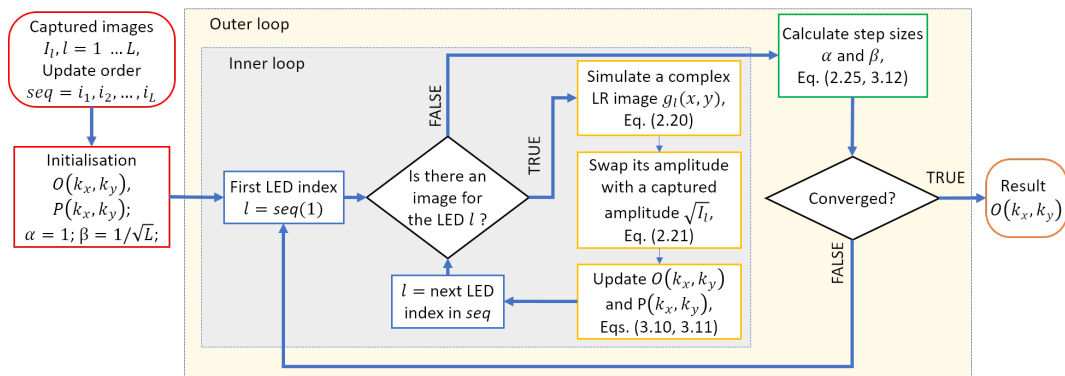 Captured images
I_l, l = 1 … L,
Update order
seq = i_1, i_2, …, i_L
Initialisation
O(k_x, k_y),
P(k_x, k_y);
α = 1; β = 1/√L;
Outer loop
Inner loop
First LED index
l = seq(1)
Is there an
image for
the LED l ?
FALSE
TRUE
Simulate a complex
LR image g_l(x, y),
Eq. (2.20)
Swap its amplitude
with a captured
amplitude √I_l,
Eq. (2.21)
Update O(k_x, k_y)
and P(k_x, k_y),
Eqs. (3.10, 3.11)
l = next LED
index in seq
Calculate step sizes
α and β,
Eq. (2.25, 3.12)
Converged?
TRUE
FALSE
Result
O(k_x, k_y)